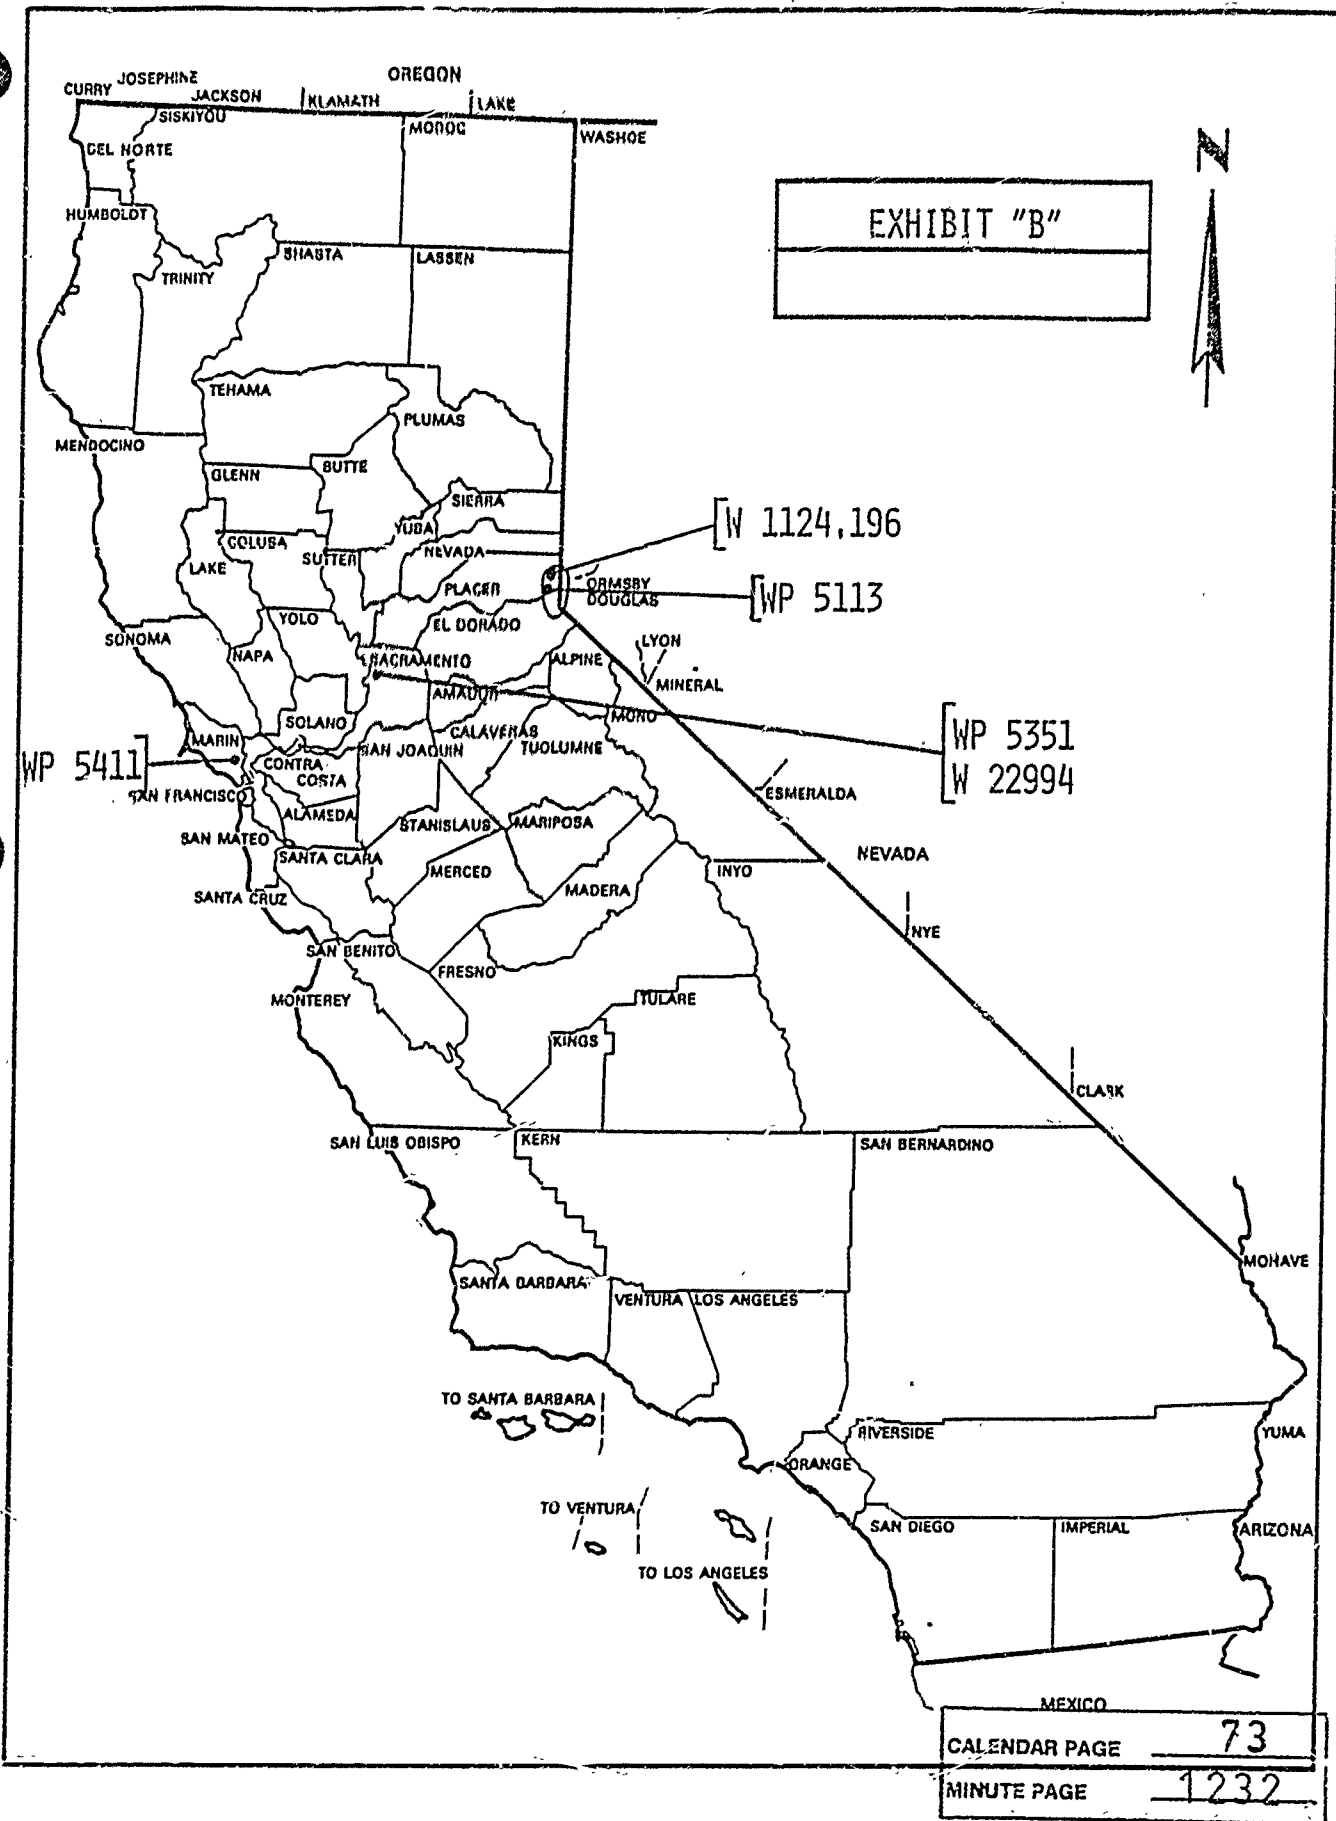 OREGON
CURRY
JOSEPHINE
JACKSON
KLAMATH
LAKE
SISKIYOU
MODOC
WASHOE
DEL NORTE
N
HUMBOLDT
EXHIBIT "B"
TRINITY
SHASTA
LASSEN
TEHAMA
PLUMAS
MENDOCINO
GLENN
BUTTE
SIERRA
W 1124.196
YUBA
COLUSA
SUTTER
NEVADA
LAKE
PLACER
ORMSBY
DOUGLAS
WP 5113
YOLO
EL DORADO
SONOMA
NAPA
SACRAMENTO
ALPINE
LYON
MINERAL
AMADOR
SOLANO
MONO
MARIN
CALAVERAS
SAN JOAQUIN
TUOLUMNE
WP 5351
W 22994
WP 5411
CONTRA
COSTA
SAN FRANCISCO
ALAMEDA
ESMERALDA
STANISLAUS
MARIPOSA
SAN MATEO
SANTA CLARA
NEVADA
MERCED
INYO
SANTA CRUZ
MADERA
NYE
SAN BENITO
FRESNO
MONTEREY
TULARE
KINGS
CLARK
SAN LUIS OBISPO
KERN
SAN BERNARDINO
MOHAVE
SANTA BARBARA
VENTURA
LOS ANGELES
TO SANTA BARBARA
RIVERSIDE
YUMA
ORANGE
TO VENTURA
SAN DIEGO
IMPERIAL
ARIZONA
TO LOS ANGELES
MEXICO
CALENDAR PAGE 73
MINUTE PAGE 1232